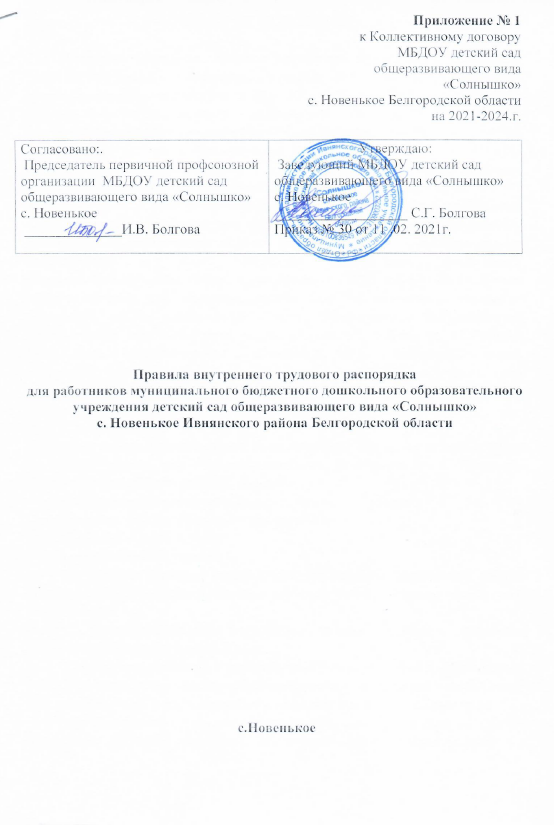 Приложение № 1
к Коллективному договору
МБДОУ детский сад
общеразвивающего вида
«Солнышко»
с. Новенькое Белгородской области
на 2021-2024.г.
Согласовано:.
Председатель первичной профсоюзной
организации МБДОУ детский сад
общеразвивающего вида «Солнышко»
с. Новенькое
И.В. Болгова
Утверждаю:
Заведующий МБДОУ детский сад
общеразвивающего вида «Солнышко»
с. Новенькое
С.Г. Болгова
Приказ № 30 от 11 .02. 2021г.
Правила внутреннего трудового распорядка
для работников муниципального бюджетного дошкольного образовательного
учреждения детский сад общеразвивающего вида «Солнышко»
с. Новенькое Ивнянского района Белгородской области
с.Новенькое